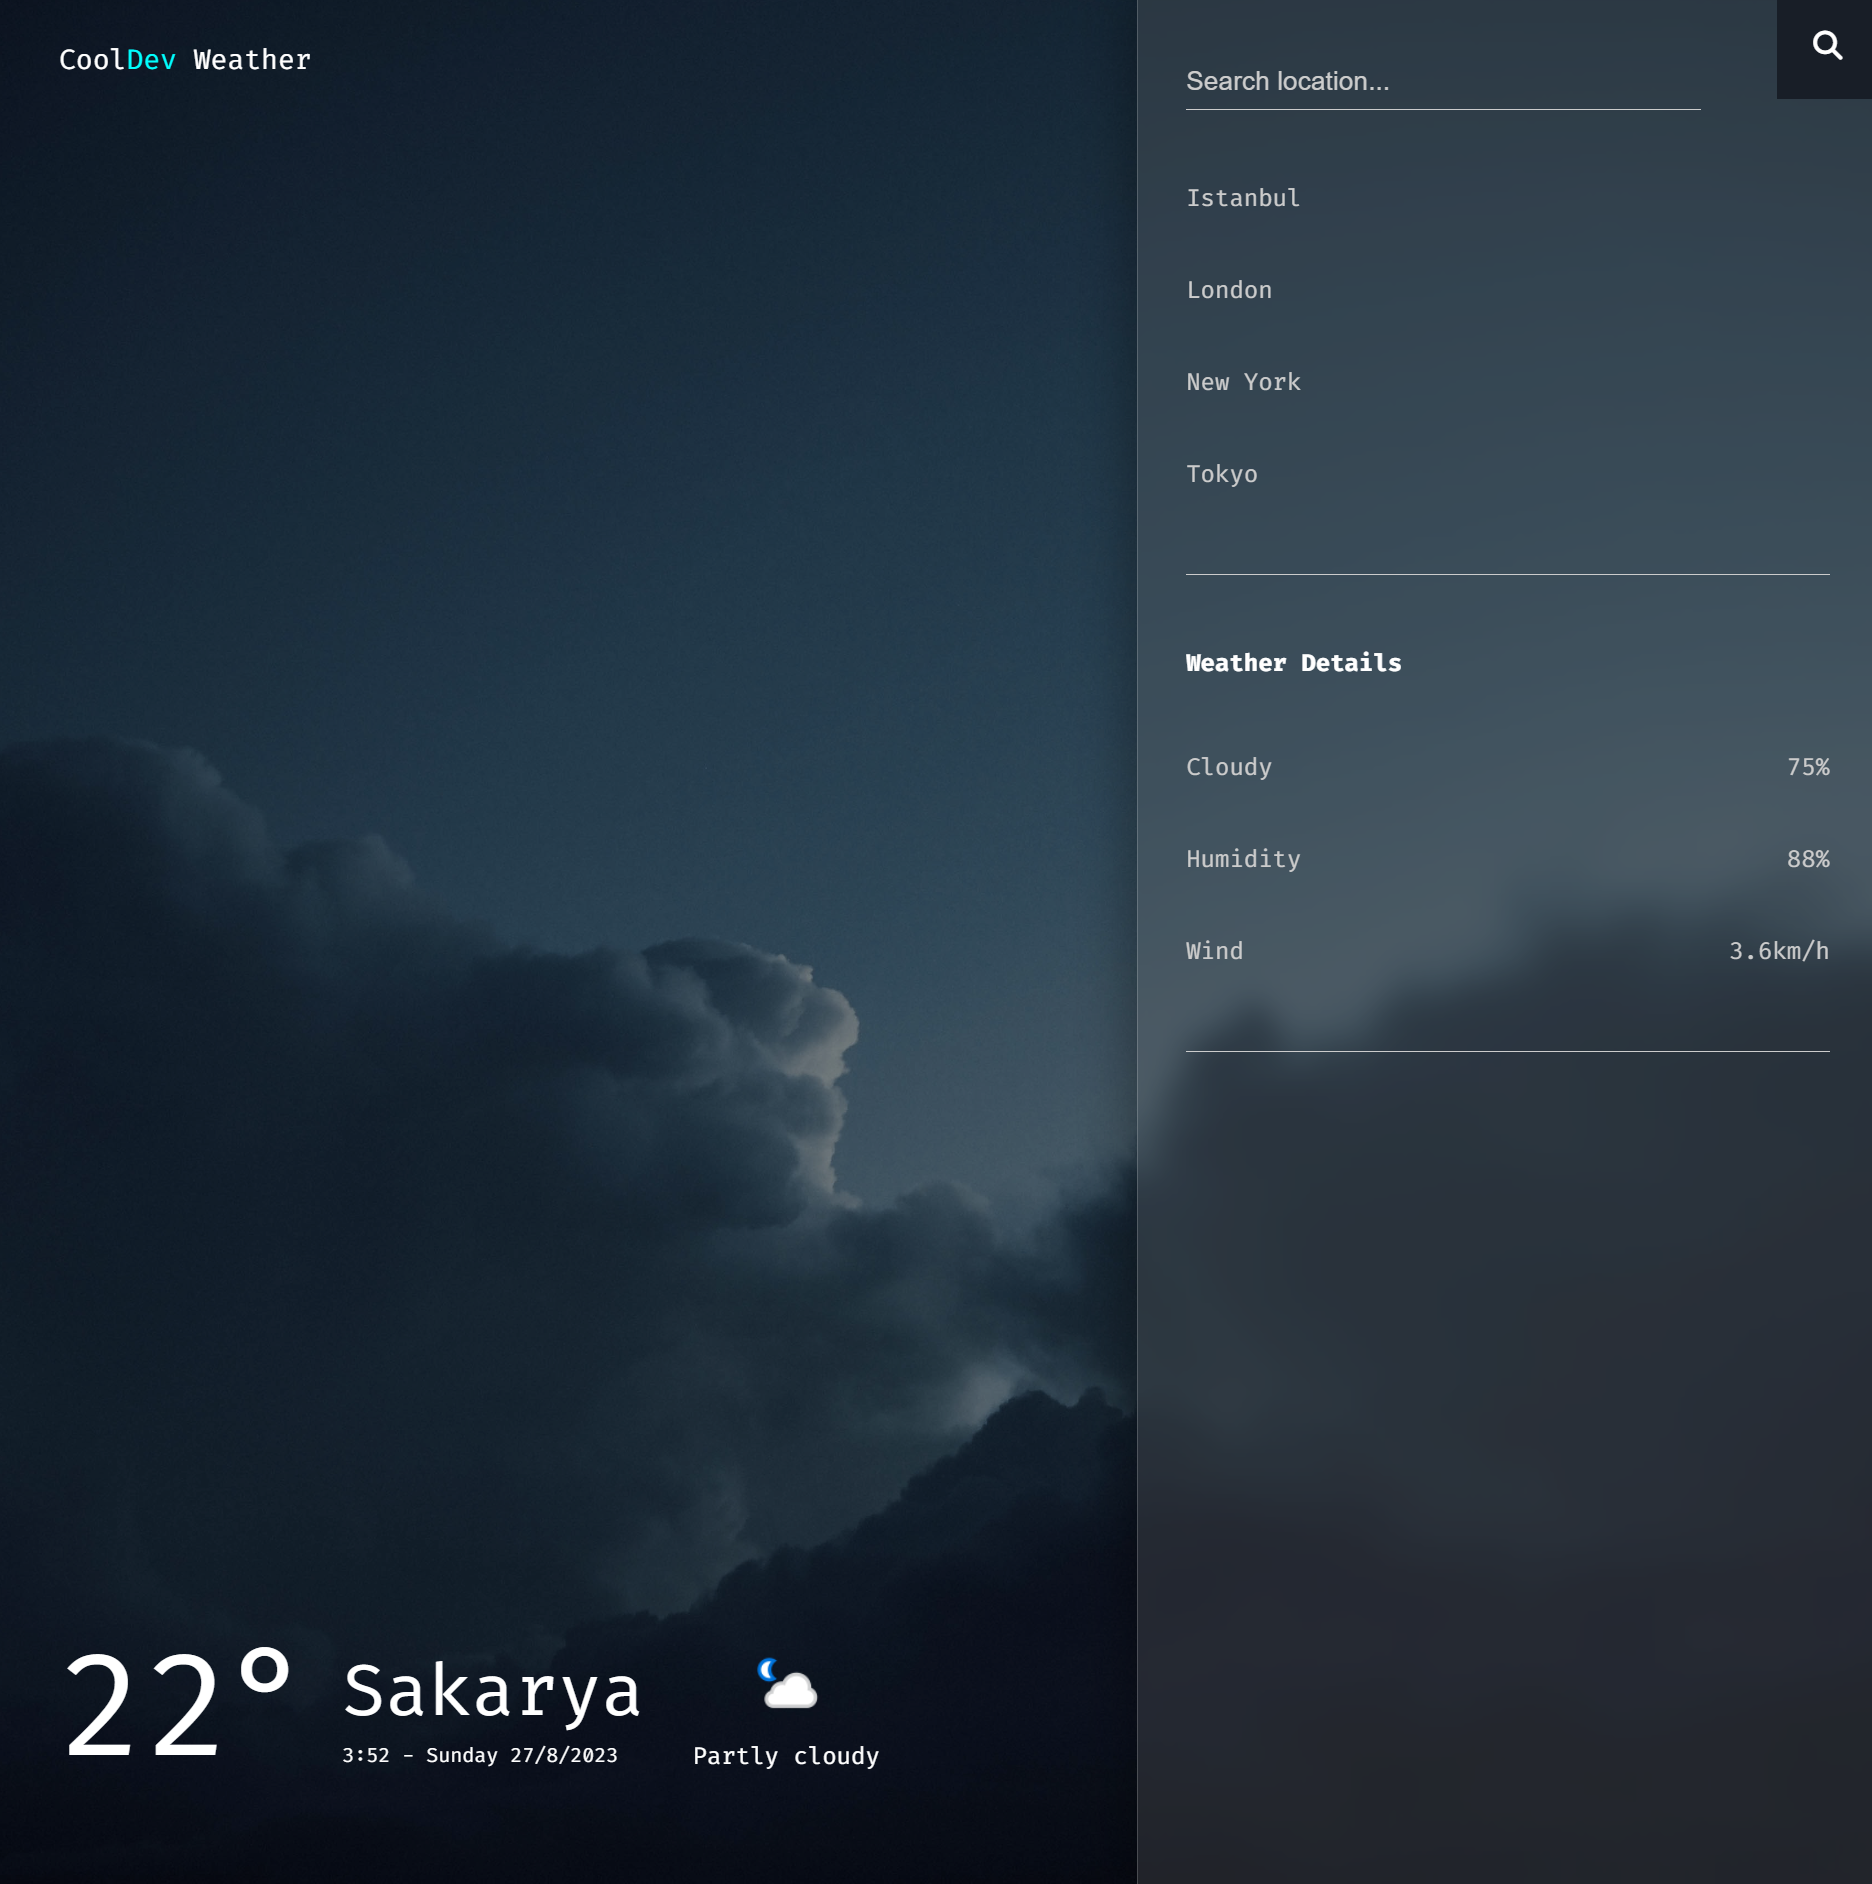 CoolDev Weather
Search location...
Istanbul
London
New York
Tokyo
Weather Details
Cloudy 75%
Humidity 88%
Wind 3.6km/h
22° Sakarya
3:52 - Sunday 27/8/2023
Partly cloudy